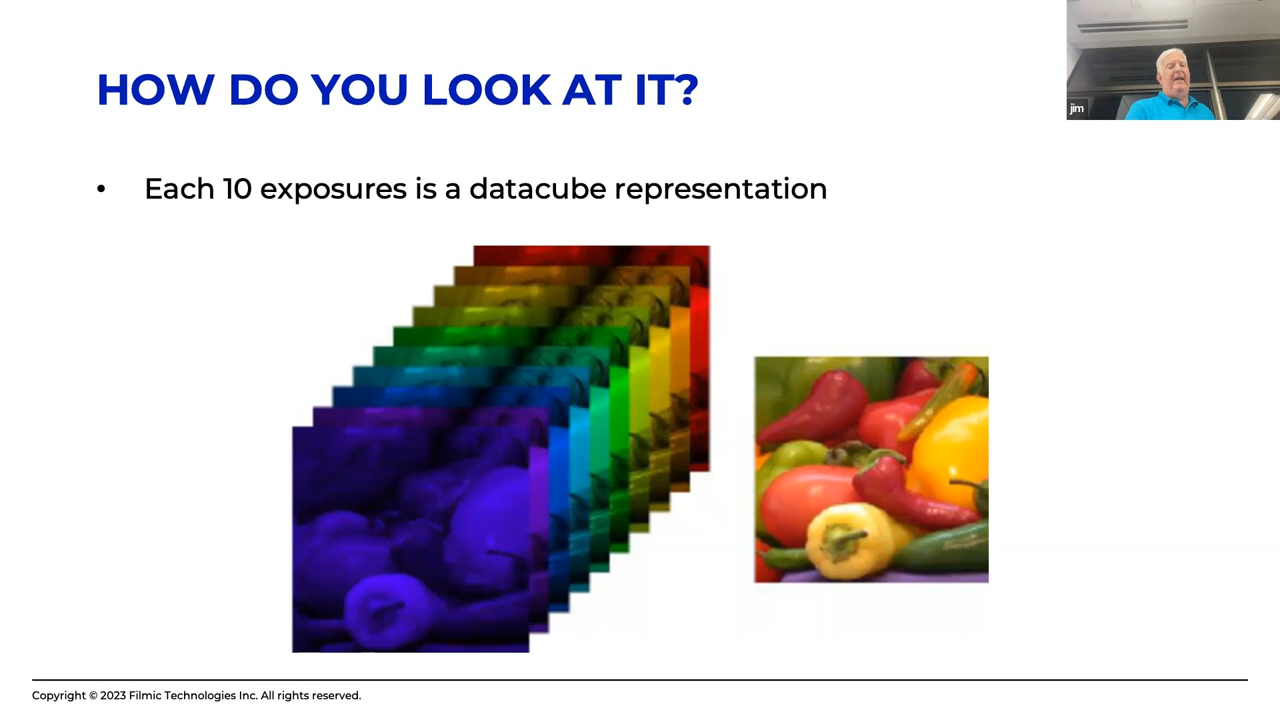 HOW DO YOU LOOK AT IT?
jim
• Each 10 exposures is a datacube representation
Copyright © 2023 Filmic Technologies Inc. All rights reserved.